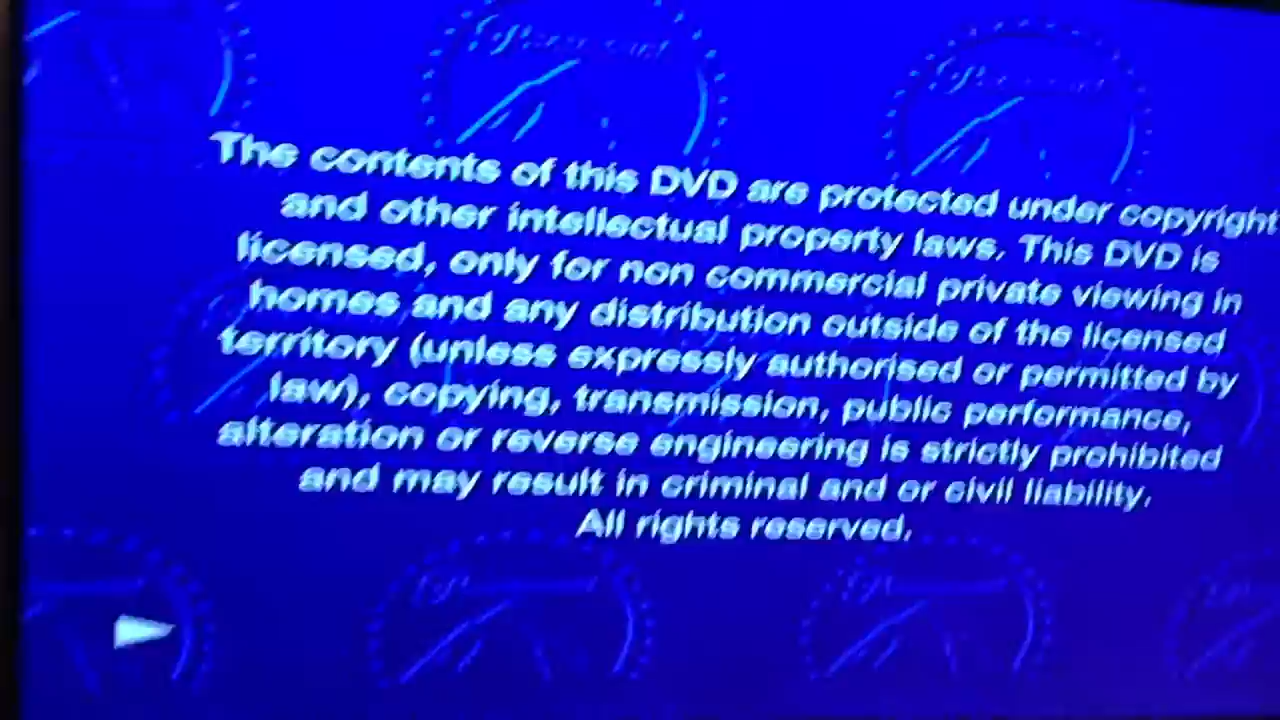 Paramount
Paramount
The contents of this DVD are protected under copyright
and other intellectual property laws. This DVD is
licensed, only for non commercial private viewing in
homes and any distribution outside of the licensed
territory (unless expressly authorised or permitted by
law), copying, transmission, public performance,
alteration or reverse engineering is strictly prohibited
and may result in criminal and or civil liability.
All rights reserved.